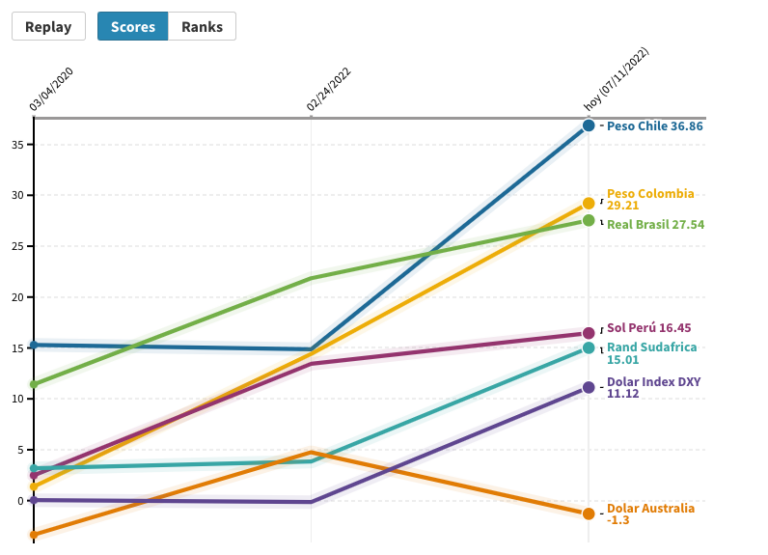 Replay
Scores
Ranks
03/04/2020
02/24/2022
hoy (07/11/2022)
35
30
25
20
15
10
5
0
Peso Chile 36.86
Peso Colombia
29.21
Real Brasil 27.54
Sol Perú 16.45
Rand Sudafrica
15.01
Dolar Index DXY
11.12
Dolar Australia
-1.3